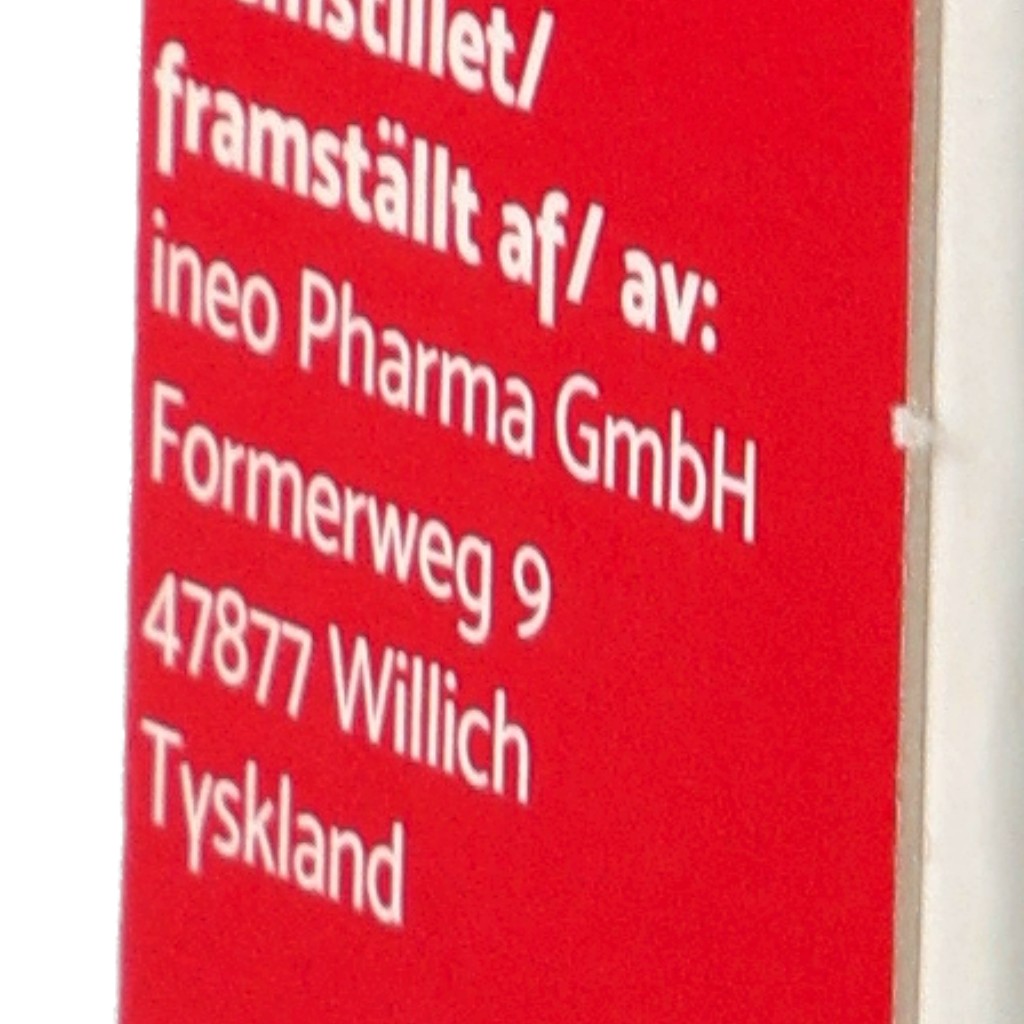 framställt af/ av:
ineo Pharma GmbH
Formerweg 9
47877 Willich
Tyskland